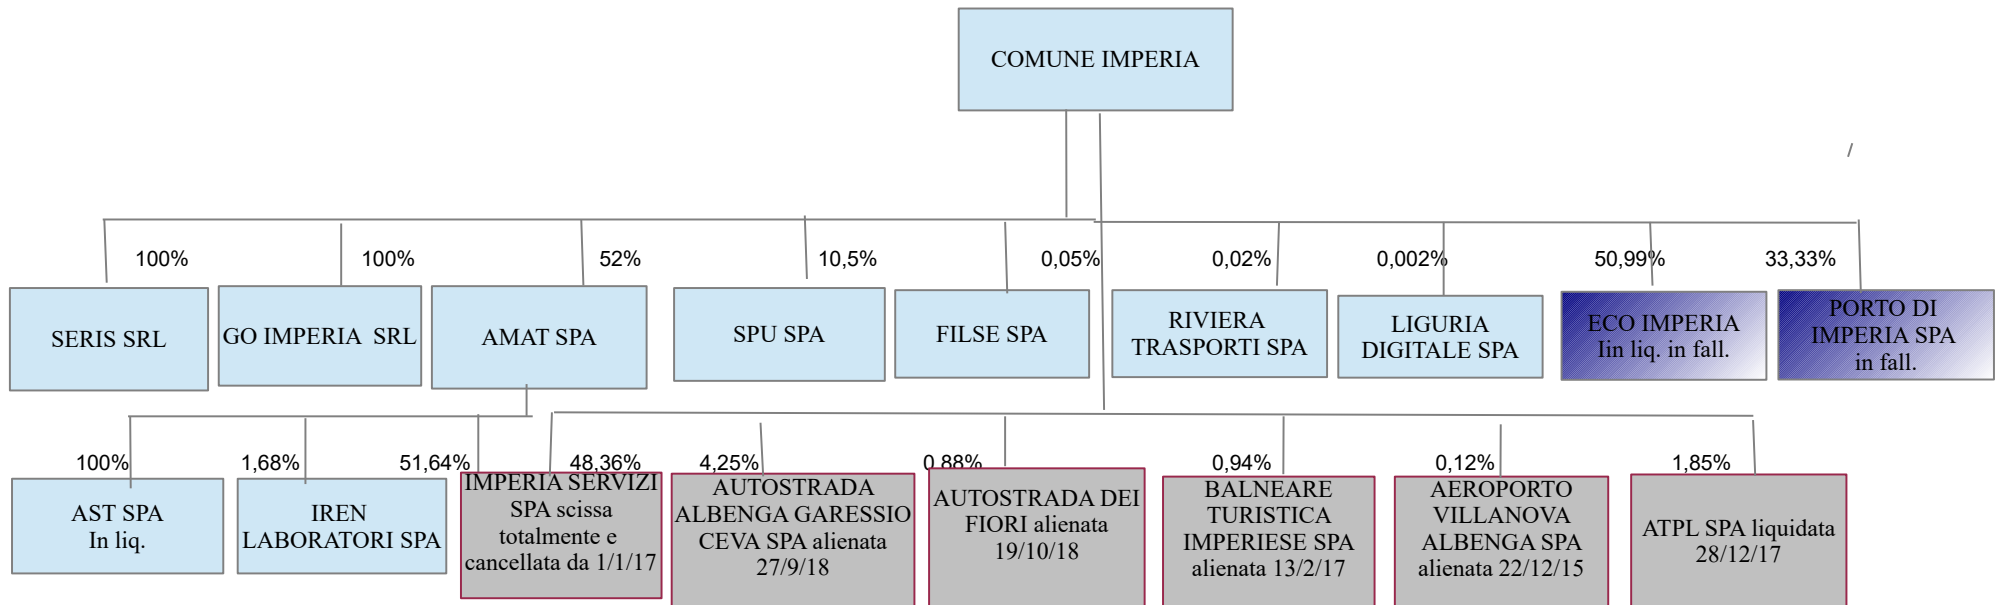 COMUNE IMPERIA
100%
100%
52%
10,5%
0,05%
0,02%
0,002%
50,99%
33,33%
SERIS SRL
GO IMPERIA  SRL
AMAT SPA
SPU SPA
FILSE SPA
RIVIERA
TRASPORTI SPA
LIGURIA
DIGITALE SPA
ECO IMPERIA
Iin liq. in fall.
PORTO DI
IMPERIA SPA
in fall.
100%
1,68%
51,64%
48,36%
4,25%
0,88%
0,94%
0,12%
1,85%
AST SPA
In liq.
IREN
LABORATORI SPA
IMPERIA SERVIZI
SPA scissa
totalmente e
cancellata da 1/1/17
AUTOSTRADA
ALBENGA GARESSIO
CEVA SPA alienata
27/9/18
AUTOSTRADA DEI
FIORI alienata
19/10/18
BALNEARE
TURISTICA
IMPERIESE SPA
alienata 13/2/17
AEROPORTO
VILLANOVA
ALBENGA SPA
alienata 22/12/15
ATPL SPA liquidata
28/12/17